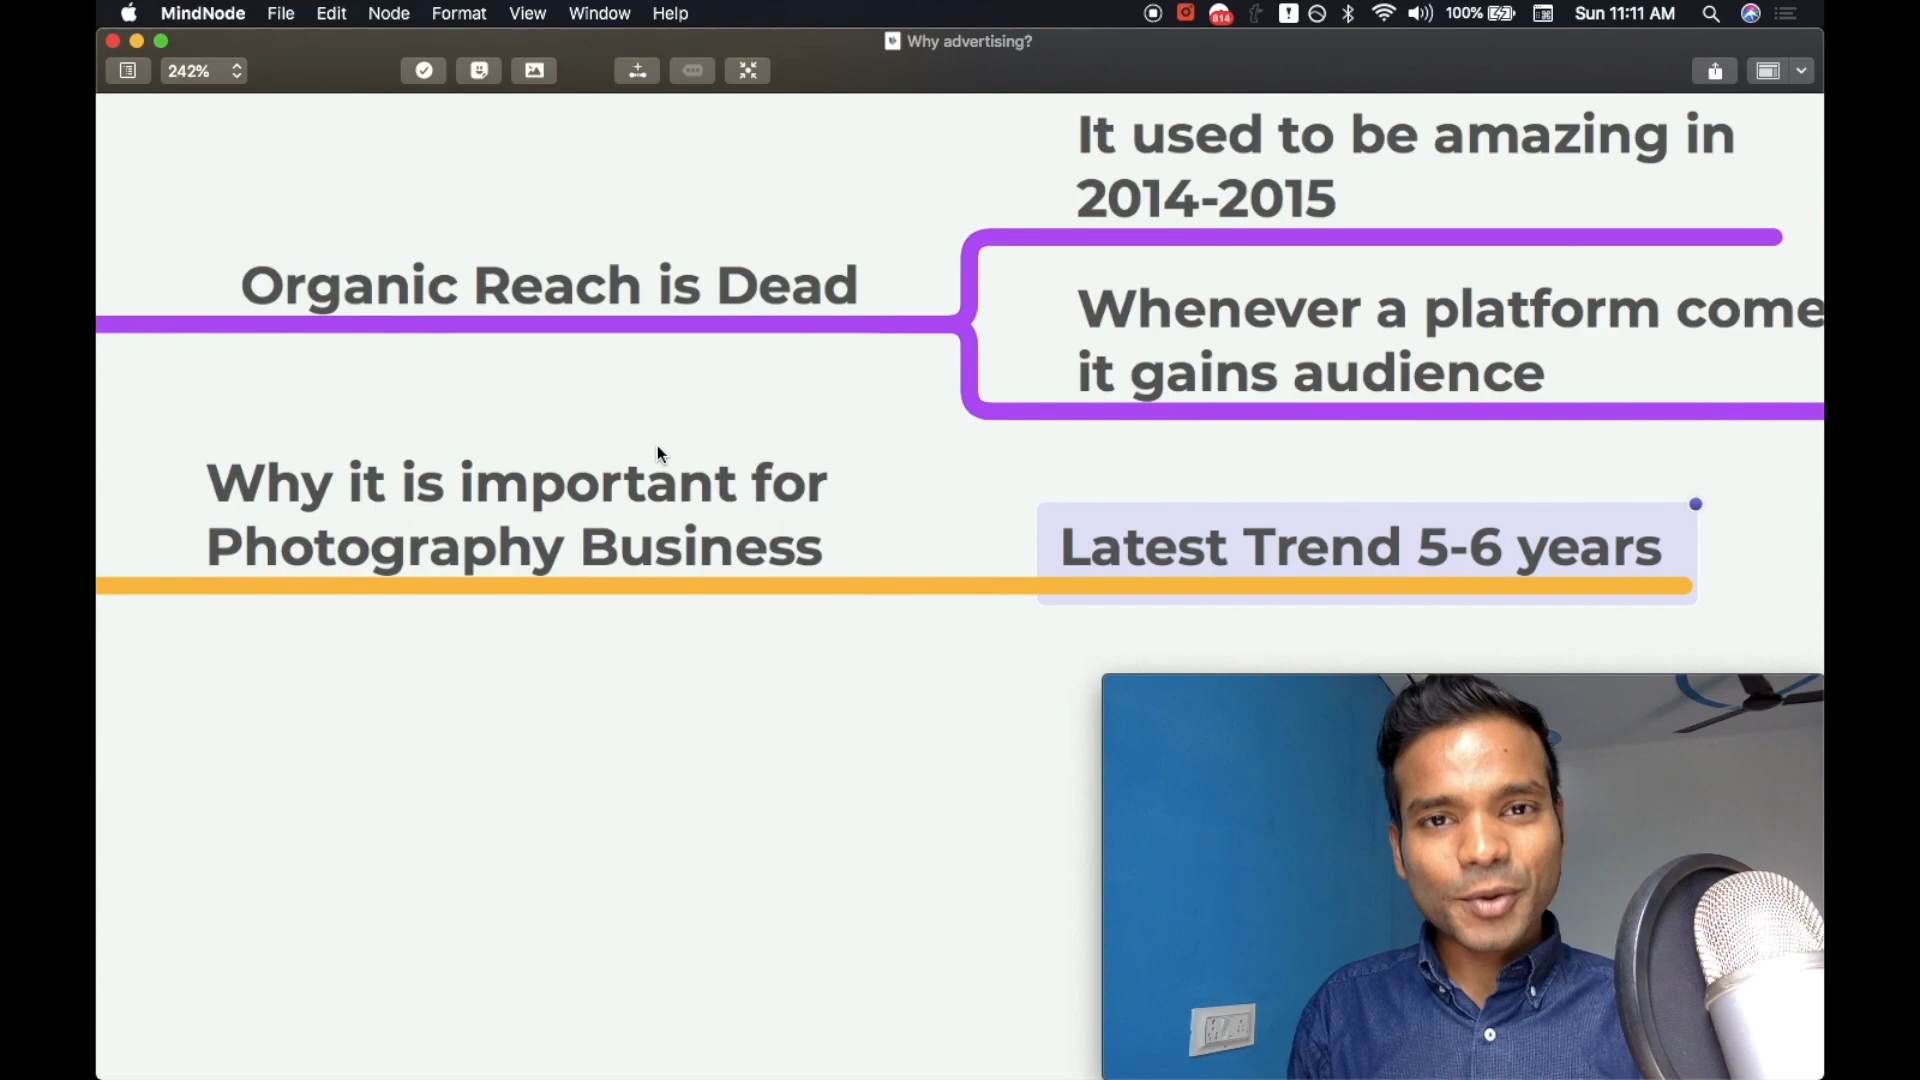 MindNode File Edit Node Format View Window Help
814
100%
Sun 11:11 AM
Why advertising?
242%
It used to be amazing in
2014-2015
Organic Reach is Dead
Whenever a platform come
it gains audience
Why it is important for
Photography Business
Latest Trend 5-6 years